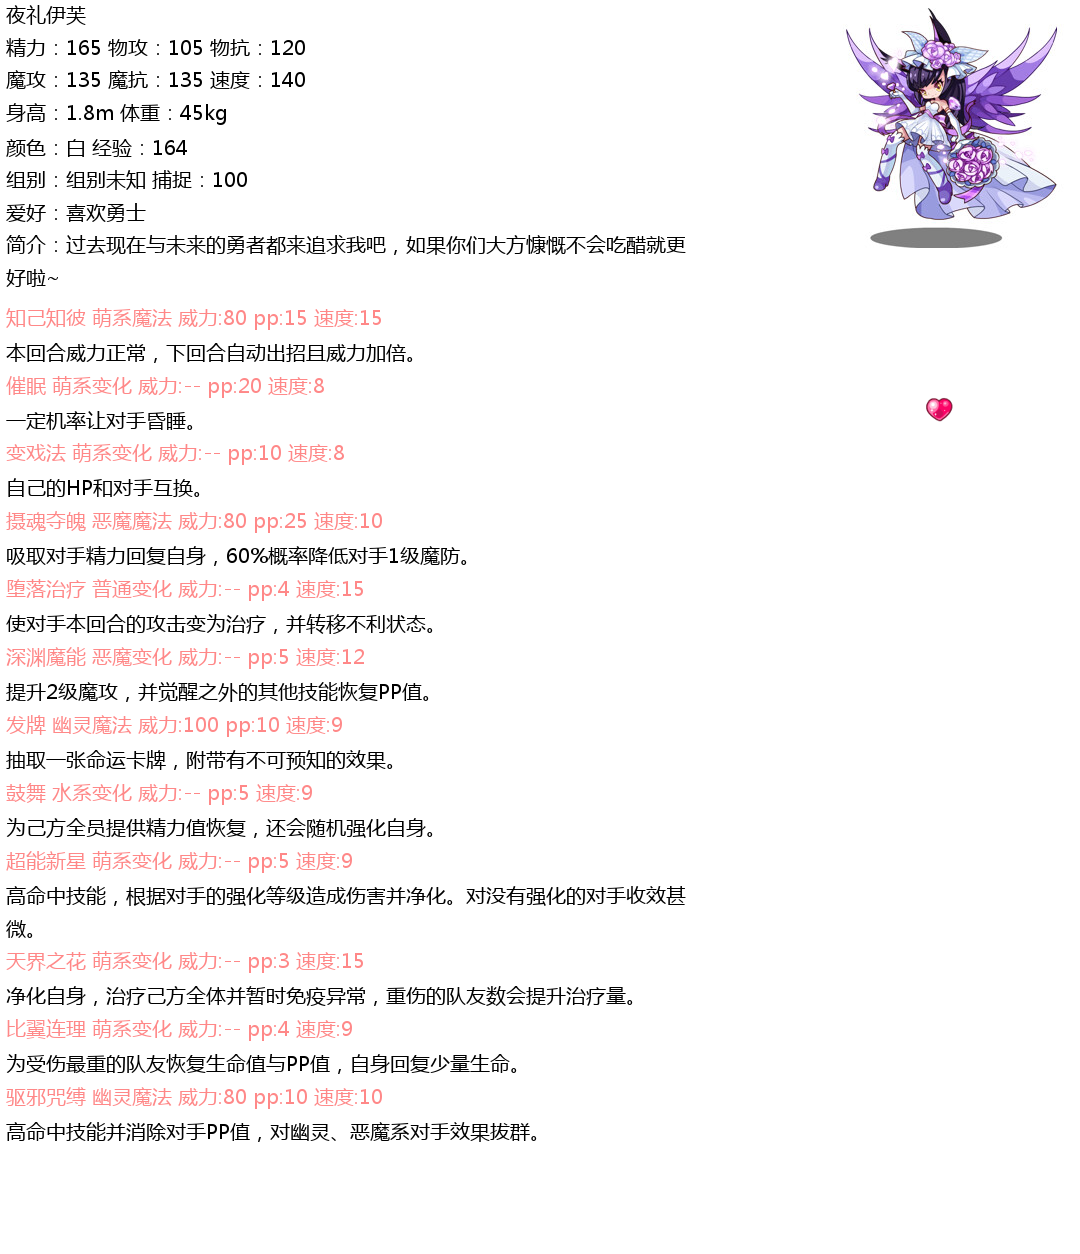 夜礼伊芙
精力：165 物攻：105 物抗：120
魔攻：135 魔抗：135 速度：140
身高：1.8m 体重：45kg
颜色：白 经验：164
组别：组别未知 捕捉：100
爱好：喜欢勇士
简介：过去现在与未来的勇者都来追求我吧，如果你们大方慷慨不会吃醋就更
好啦~
知己知彼 萌系魔法 威力:80 pp:15 速度:15
本回合威力正常，下回合自动出招且威力加倍。
催眠 萌系变化 威力:-- pp:20 速度:8
一定机率让对手昏睡。
变戏法 萌系变化 威力:-- pp:10 速度:8
自己的HP和对手互换。
摄魂夺魄 恶魔魔法 威力:80 pp:25 速度:10
吸取对手精力回复自身，60%概率降低对手1级魔防。
堕落治疗 普通变化 威力:-- pp:4 速度:15
使对手本回合的攻击变为治疗，并转移不利状态。
深渊魔能 恶魔变化 威力:-- pp:5 速度:12
提升2级魔攻，并觉醒之外的其他技能恢复PP值。
发牌 幽灵魔法 威力:100 pp:10 速度:9
抽取一张命运卡牌，附带有不可预知的效果。
鼓舞 水系变化 威力:-- pp:5 速度:9
为己方全员提供精力值恢复，还会随机强化自身。
超能新星 萌系变化 威力:-- pp:5 速度:9
高命中技能，根据对手的强化等级造成伤害并净化。对没有强化的对手收效甚
微。
天界之花 萌系变化 威力:-- pp:3 速度:15
净化自身，治疗己方全体并暂时免疫异常，重伤的队友数会提升治疗量。
比翼连理 萌系变化 威力:-- pp:4 速度:9
为受伤最重的队友恢复生命值与PP值，自身回复少量生命。
驱邪咒缚 幽灵魔法 威力:80 pp:10 速度:10
高命中技能并消除对手PP值，对幽灵、恶魔系对手效果拔群。